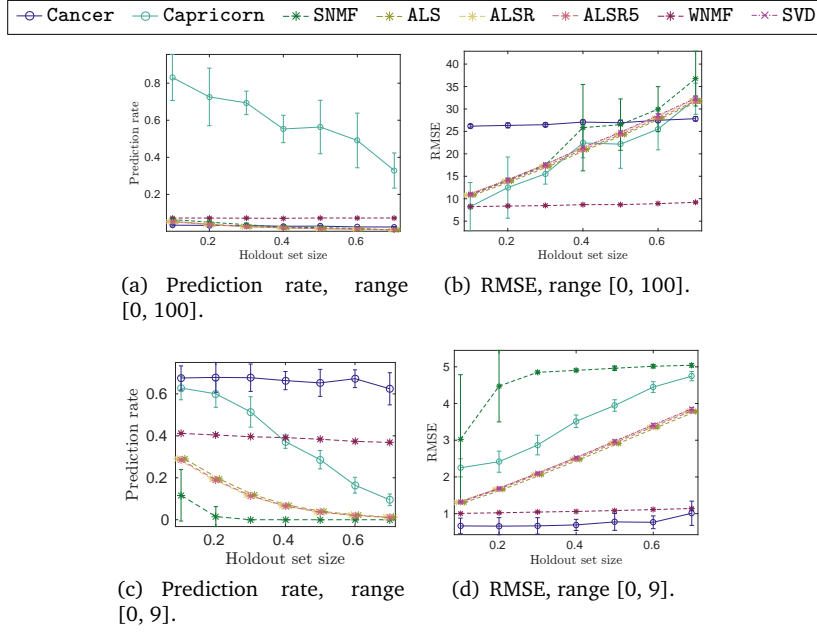 Cancer Capricorn SNMF ALS ALSR ALSR5 WNMF SVD
Prediction rate
0.8
0.6
0.4
0.2
0.2 0.4 0.6
Holdout set size
RMSE
40
35
30
25
20
15
10
5
0.2 0.4 0.6
Holdout set size
(a) Prediction rate, range
[0, 100].
(b) RMSE, range [0, 100].
Prediction rate
0.6
0.4
0.2
0
0.2 0.4 0.6
Holdout set size
RMSE
5
4
3
2
1
0.2 0.4 0.6
Holdout set size
(c) Prediction rate, range
[0, 9].
(d) RMSE, range [0, 9].